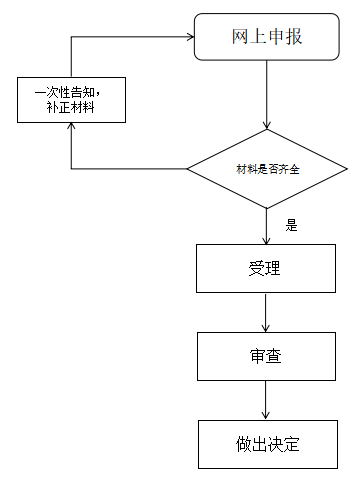 网上申报
一次性告知，
补正材料
材料是否齐全
是
受理
审查
做出决定